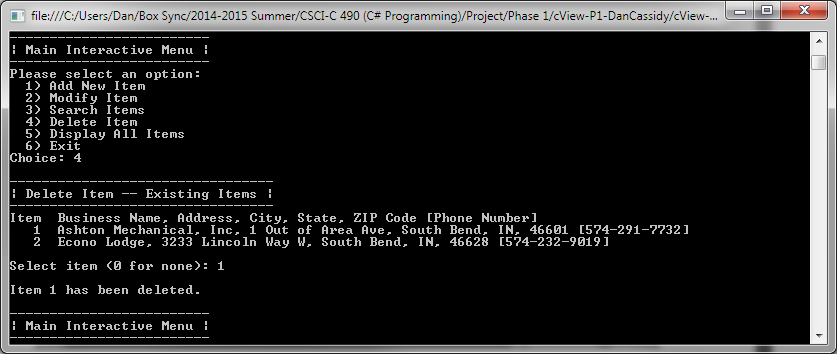 file:///C:/Users/Dan/Box Sync/2014-2015 Summer/CSCI-C 490 (C# Programming)/Project/Phase 1/cView-P1-DanCassidy/cView-...
-------------------------
¦ Main Interactive Menu ¦
-------------------------
Please select an option:
  1) Add New Item
  2) Modify Item
  3) Search Items
  4) Delete Item
  5) Display All Items
  6) Exit
Choice: 4
---------------------------------
¦ Delete Item -- Existing Items ¦
---------------------------------
Item  Business Name, Address, City, State, ZIP Code [Phone Number]
   1  Ashton Mechanical, Inc, 1 Out of Area Ave, South Bend, IN, 46601 [574-291-7732]
   2  Econo Lodge, 3233 Lincoln Way W, South Bend, IN, 46628 [574-232-9019]
Select item (0 for none): 1
Item 1 has been deleted.
-------------------------
¦ Main Interactive Menu ¦
-------------------------